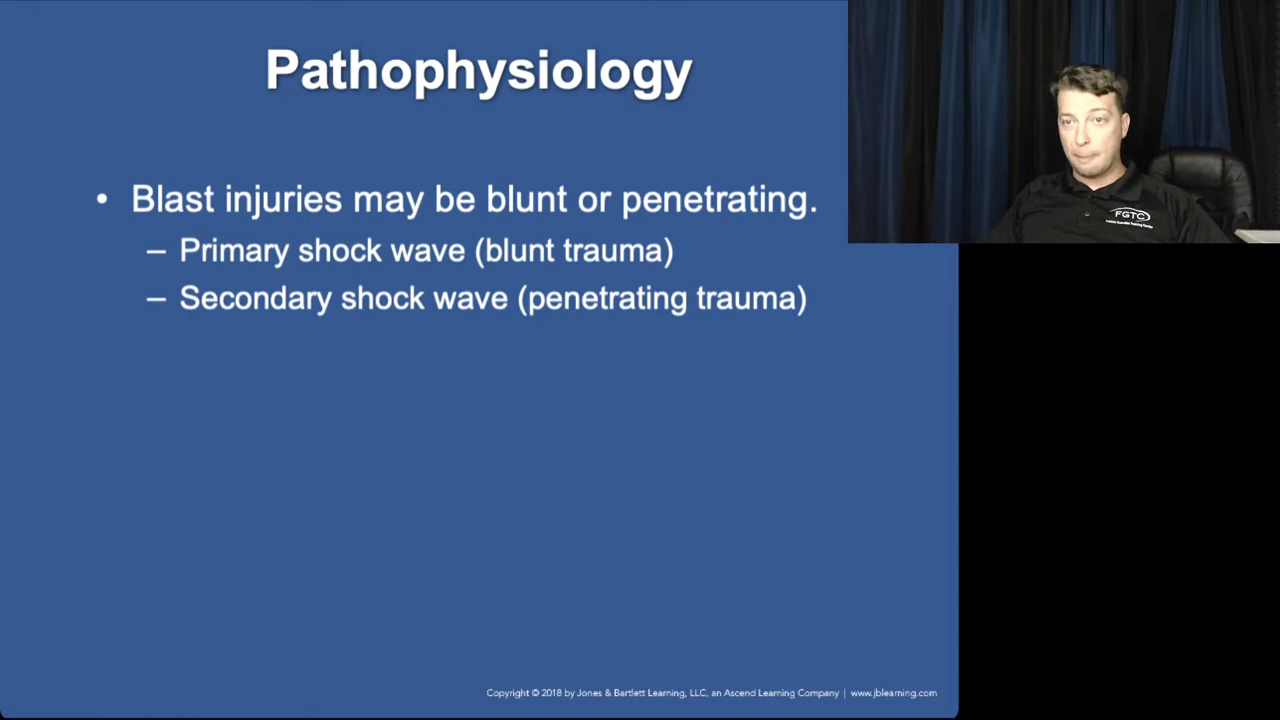 Pathophysiology
• Blast injuries may be blunt or penetrating.
– Primary shock wave (blunt trauma)
– Secondary shock wave (penetrating trauma)
FGTC
Copyright © 2018 by Jones & Bartlett Learning, LLC, an Ascend Learning Company | www.jblearning.com